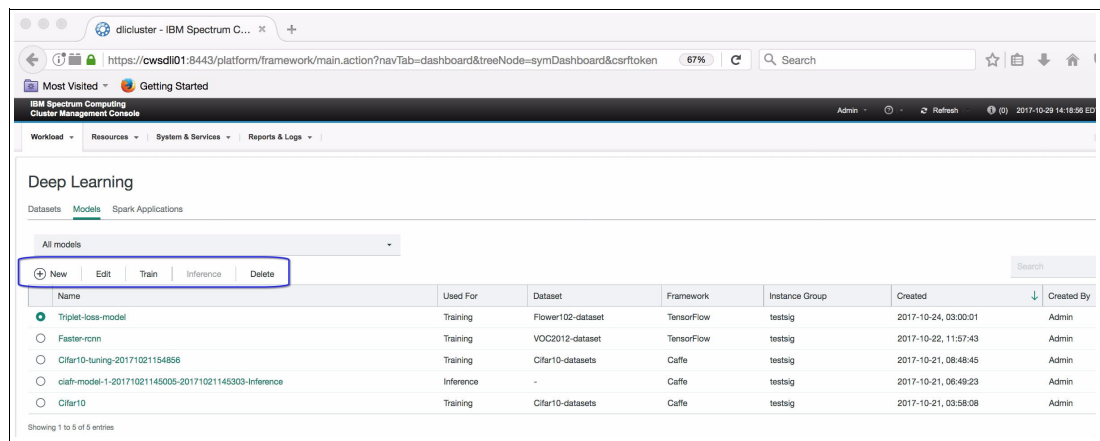 dlicluster - IBM Spectrum C... × +
https://cwsdli01:8443/platform/framework/main.action?navTab=dashboard&treeNode=symDashboard&csrftoken 67% Search
Most Visited Getting Started
IBM Spectrum Computing
Cluster Management Console
Admin Refresh (0) 2017-10-29 14:18:56 EDT
Workload Resources System & Services Reports & Logs
Deep Learning
Datasets Models Spark Applications
All models
New Edit Train Inference Delete Search
Name Used For Dataset Framework Instance Group Created Created By
Triplet-loss-model Training Flower102-dataset TensorFlow testsig 2017-10-24, 03:00:01 Admin
Faster-rcnn Training VOC2012-dataset TensorFlow testsig 2017-10-22, 11:57:43 Admin
Cifar10-tuning-20171021154856 Training Cifar10-datasets Caffe testsig 2017-10-21, 08:48:45 Admin
ciafr-model-1-20171021145005-20171021145303-Inference Inference - Caffe testsig 2017-10-21, 06:49:23 Admin
Cifar10 Training Cifar10-datasets Caffe testsig 2017-10-21, 03:58:08 Admin
Showing 1 to 5 of 5 entries